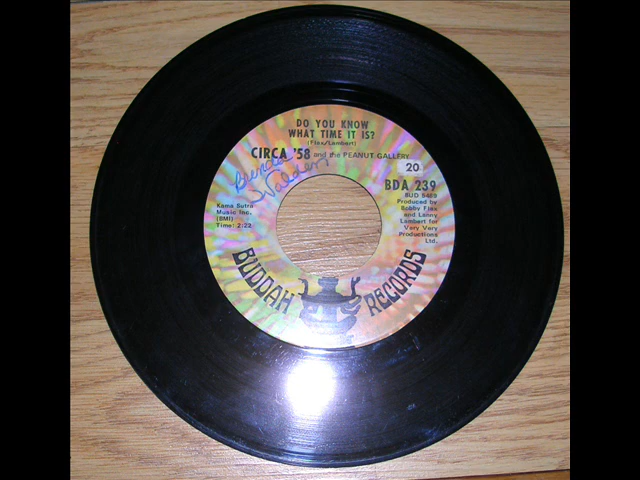 DO YOU KNOW
WHAT TIME IT IS?
(Flax/Lambert)
CIRCA '58 and the PEANUT GALLERY
20
BDA 239
BUD 5469
Produced by
Bobby Flax
and Lanny
Lambert for
Very Very
Productions
Ltd.
Kama Sutra
Music Inc.
(BMI)
Time: 2:22
BUDDAH RECORDS